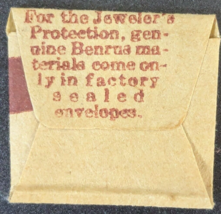 For the Jeweler's
Protection, gen-
uine Benrus ma-
terials come on-
ly in factory
sealed
envelopes.